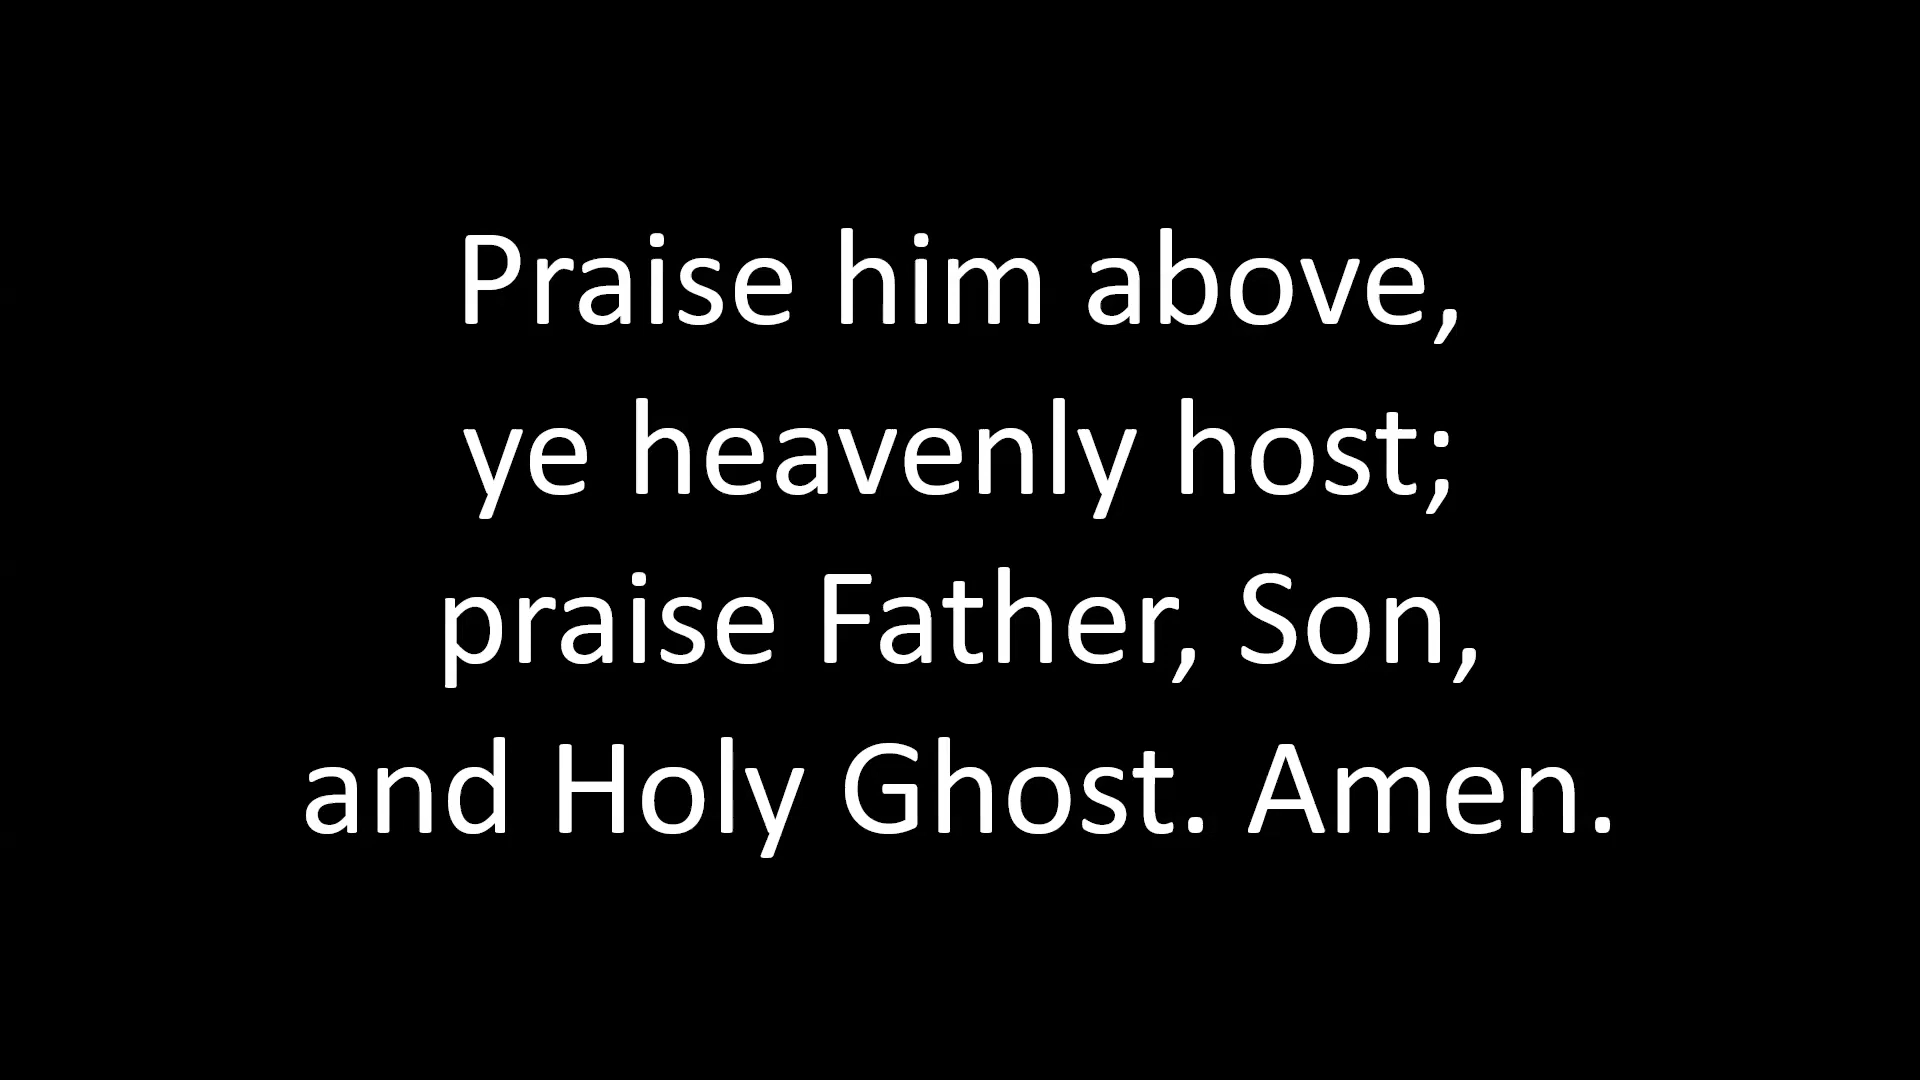 Praise him above,
ye heavenly host;
praise Father, Son,
and Holy Ghost. Amen.